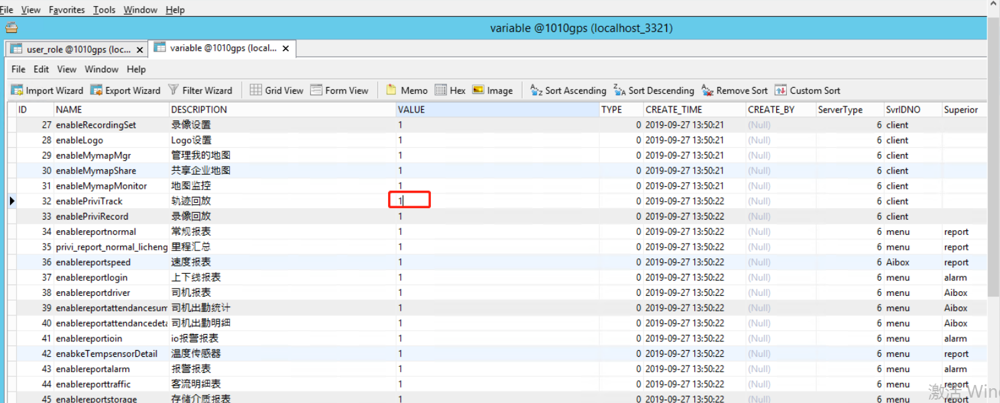 File View Favorites Tools Window Help
variable @1010gps (localhost_3321)
user_role @1010gps (loc... variable @1010gps (local...
File Edit View Window Help
Import Wizard Export Wizard Filter Wizard Grid View Form View Memo Hex Image Sort Ascending Sort Descending Remove Sort Custom Sort
ID NAME DESCRIPTION VALUE TYPE CREATE_TIME CREATE_BY ServerType SvrIDNO Superior
27 enableRecordingSet 录像设置 1 0 2019-09-27 13:50:21 (Null) 6 client
28 enableLogo Logo设置 1 0 2019-09-27 13:50:21 (Null) 6 client
29 enableMymapMgr 管理我的地图 1 0 2019-09-27 13:50:21 (Null) 6 client
30 enableMymapShare 共享企业地图 1 0 2019-09-27 13:50:21 (Null) 6 client
31 enableMymapMonitor 地图监控 1 0 2019-09-27 13:50:21 (Null) 6 client
32 enablePriviTrack 轨迹回放 1 0 2019-09-27 13:50:22 (Null) 6 client
33 enablePriviRecord 录像回放 1 0 2019-09-27 13:50:22 (Null) 6 client
34 enablereportnormal 常规报表 1 0 2019-09-27 13:50:22 (Null) 6 menu report
35 privi_report_normal_licheng 里程汇总 1 0 2019-09-27 13:50:22 (Null) 6 menu report
36 enablereportspeed 速度报表 1 0 2019-09-27 13:50:22 (Null) 6 Aibox report
37 enablereportlogin 上下线报表 1 0 2019-09-27 13:50:22 (Null) 6 menu alarm
38 enablereportdriver 司机报表 1 0 2019-09-27 13:50:22 (Null) 6 menu Aibox
39 enablereportattendancesum 司机出勤统计 1 0 2019-09-27 13:50:22 (Null) 6 menu Aibox
40 enablereportattendancedeta 司机出勤明细 1 0 2019-09-27 13:50:22 (Null) 6 menu Aibox
41 enablereportioin io报警报表 1 0 2019-09-27 13:50:22 (Null) 6 menu alarm
42 enabkeTempsensorDetail 温度传感器 1 0 2019-09-27 13:50:22 (Null) 6 menu report
43 enablereportalarm 报警报表 1 0 2019-09-27 13:50:22 (Null) 6 menu alarm
44 enablereporttraffic 客流明细表 1 0 2019-09-27 13:50:22 (Null) 6 menu report
45 enablereportstorage 存储介质报表 1 0 2019-09-27 13:50:22 (Null) 6 menu report
激活 Win